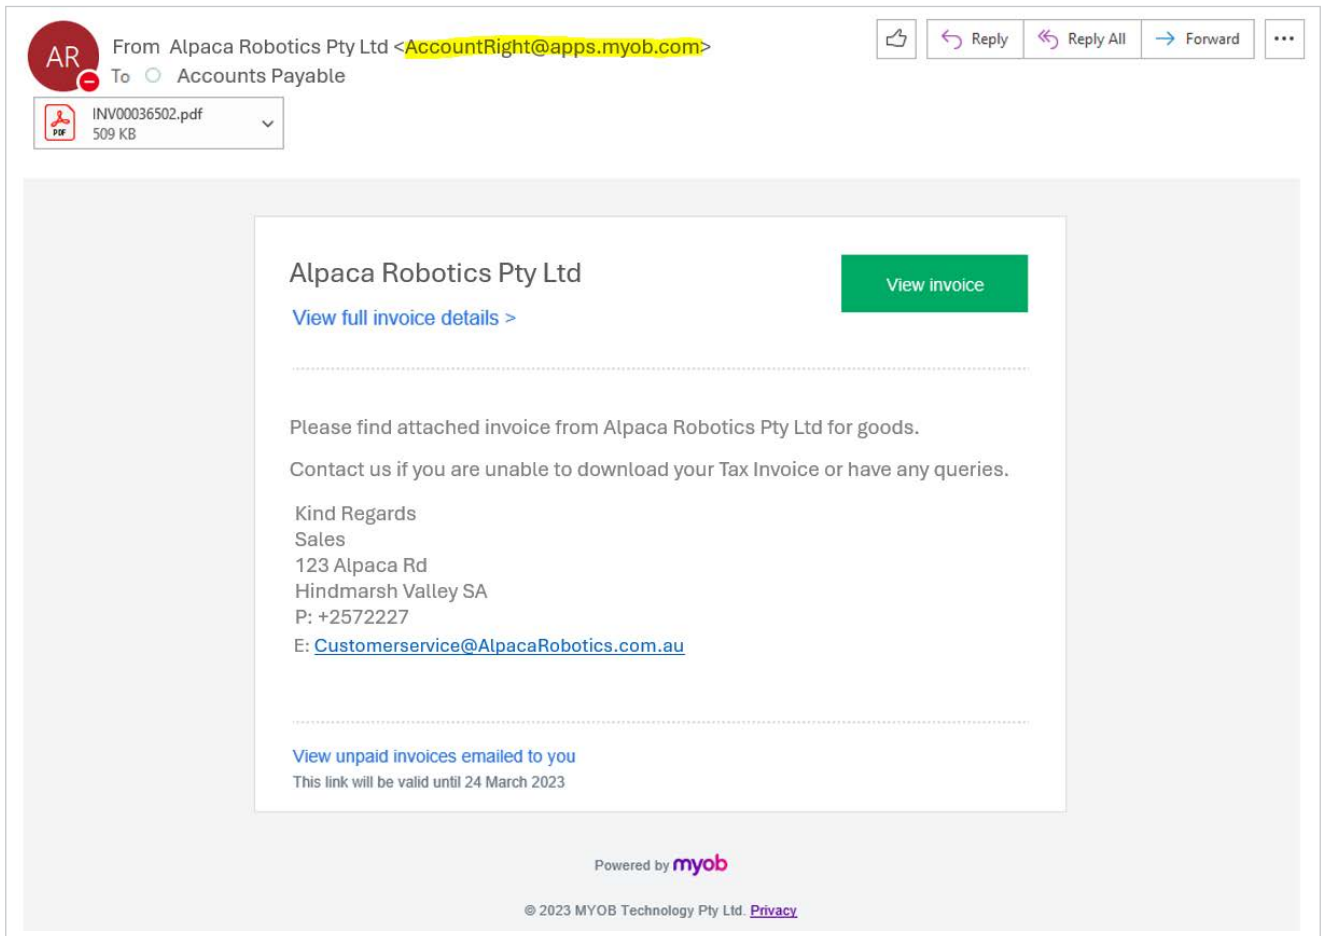 AR
From Alpaca Robotics Pty Ltd <AccountRight@apps.myob.com>
To Accounts Payable
Reply
Reply All
Forward
INV00036502.pdf
PDF
509 KB
Alpaca Robotics Pty Ltd
View invoice
View full invoice details >
Please find attached invoice from Alpaca Robotics Pty Ltd for goods.
Contact us if you are unable to download your Tax Invoice or have any queries.
Kind Regards
Sales
123 Alpaca Rd
Hindmarsh Valley SA
P: +2572227
E: Customerservice@AlpacaRobotics.com.au
View unpaid invoices emailed to you
This link will be valid until 24 March 2023
Powered by myob
© 2023 MYOB Technology Pty Ltd. Privacy